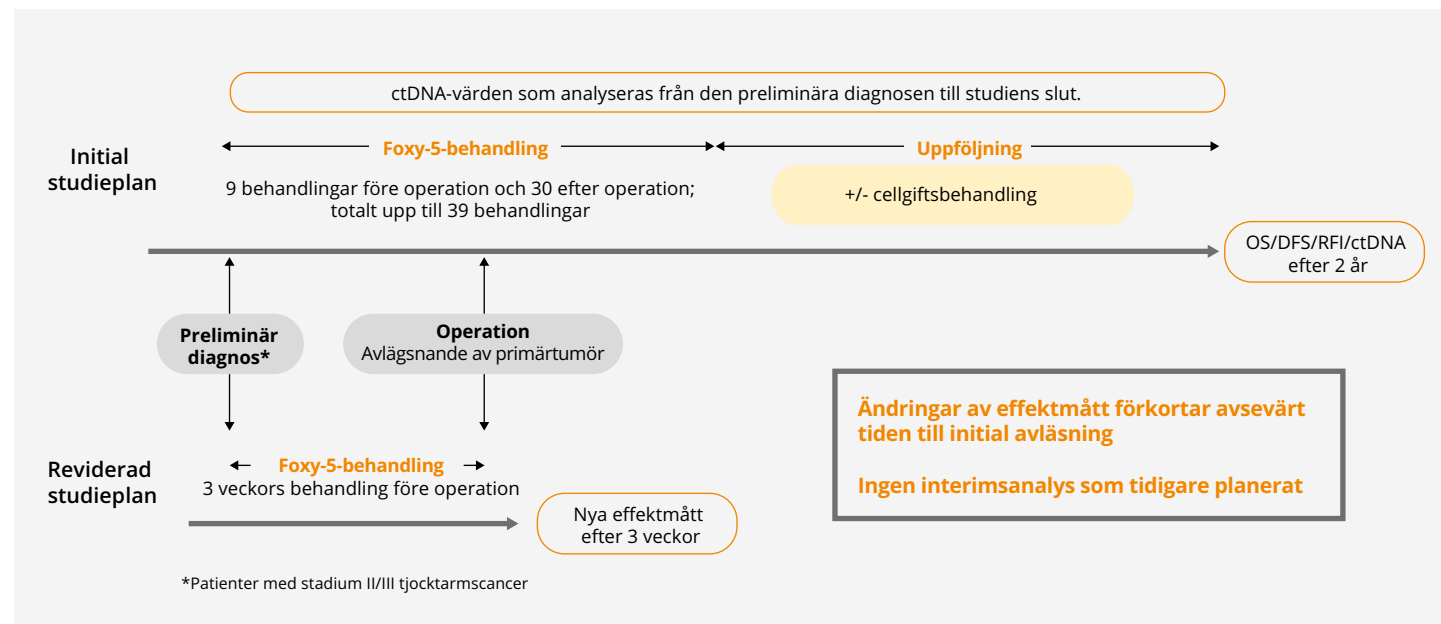 ctDNA-värden som analyseras från den preliminära diagnosen till studiens slut.
Initial
studieplan
Foxy-5-behandling
Uppföljning
9 behandlingar före operation och 30 efter operation;
totalt upp till 39 behandlingar
+/- cellgiftsbehandling
OS/DFS/RFI/ctDNA
efter 2 år
Preliminär
diagnos*
Operation
Avlägsnande av primärtumör
Ändringar av effektmått förkortar avsevärt
tiden till initial avläsning
Ingen interimsanalys som tidigare planerat
Reviderad
studieplan
Foxy-5-behandling
3 veckors behandling före operation
Nya effektmått
efter 3 veckor
*Patienter med stadium II/III tjocktarmscancer